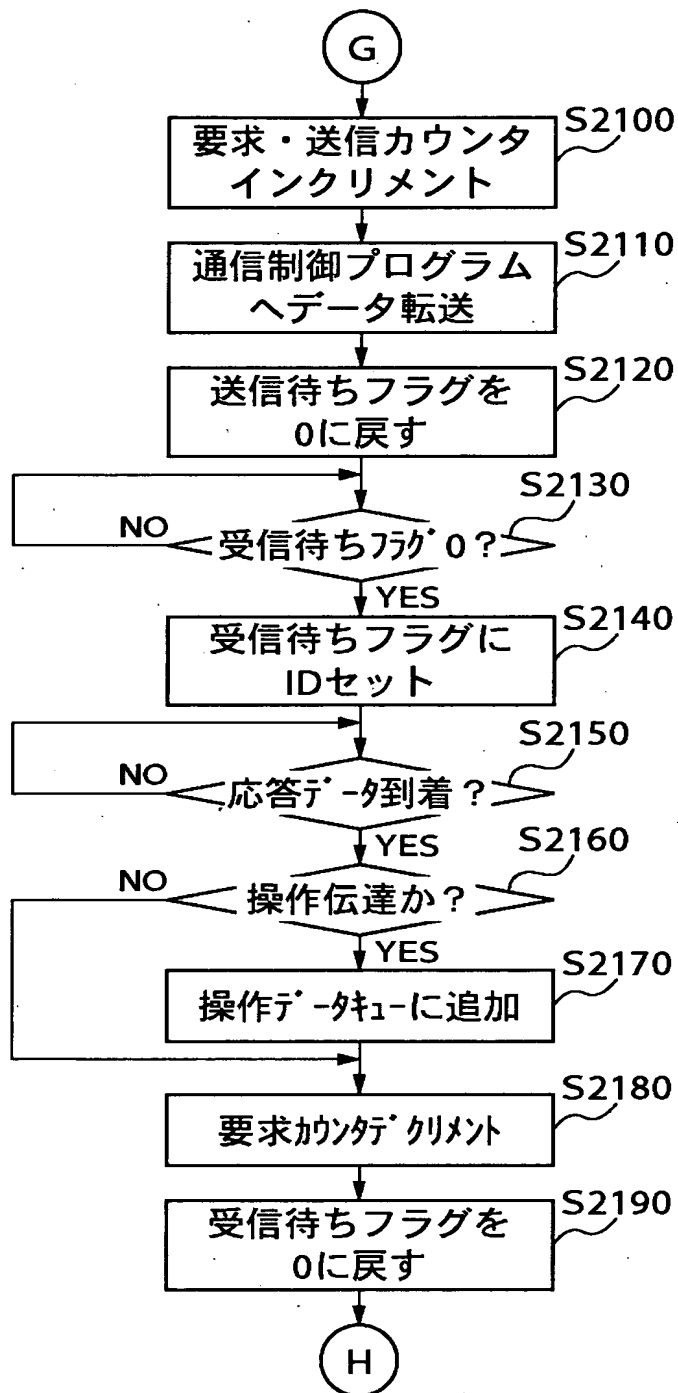 G
S2100
要求・送信カウンタ
インクリメント
S2110
通信制御プログラム
へデータ転送
S2120
送信待ちフラグを
0に戻す
S2130
NO
受信待ちﾌﾗｸﾞ0?
YES
S2140
受信待ちフラグに
IDセット
S2150
NO
応答ﾃﾞｰﾀ到着?
YES
S2160
NO
操作伝達か?
YES
S2170
操作ﾃﾞｰﾀｷｭｰに追加
S2180
要求ｶｳﾝﾀﾃﾞｸﾘﾒﾝﾄ
S2190
受信待ちフラグを
0に戻す
H